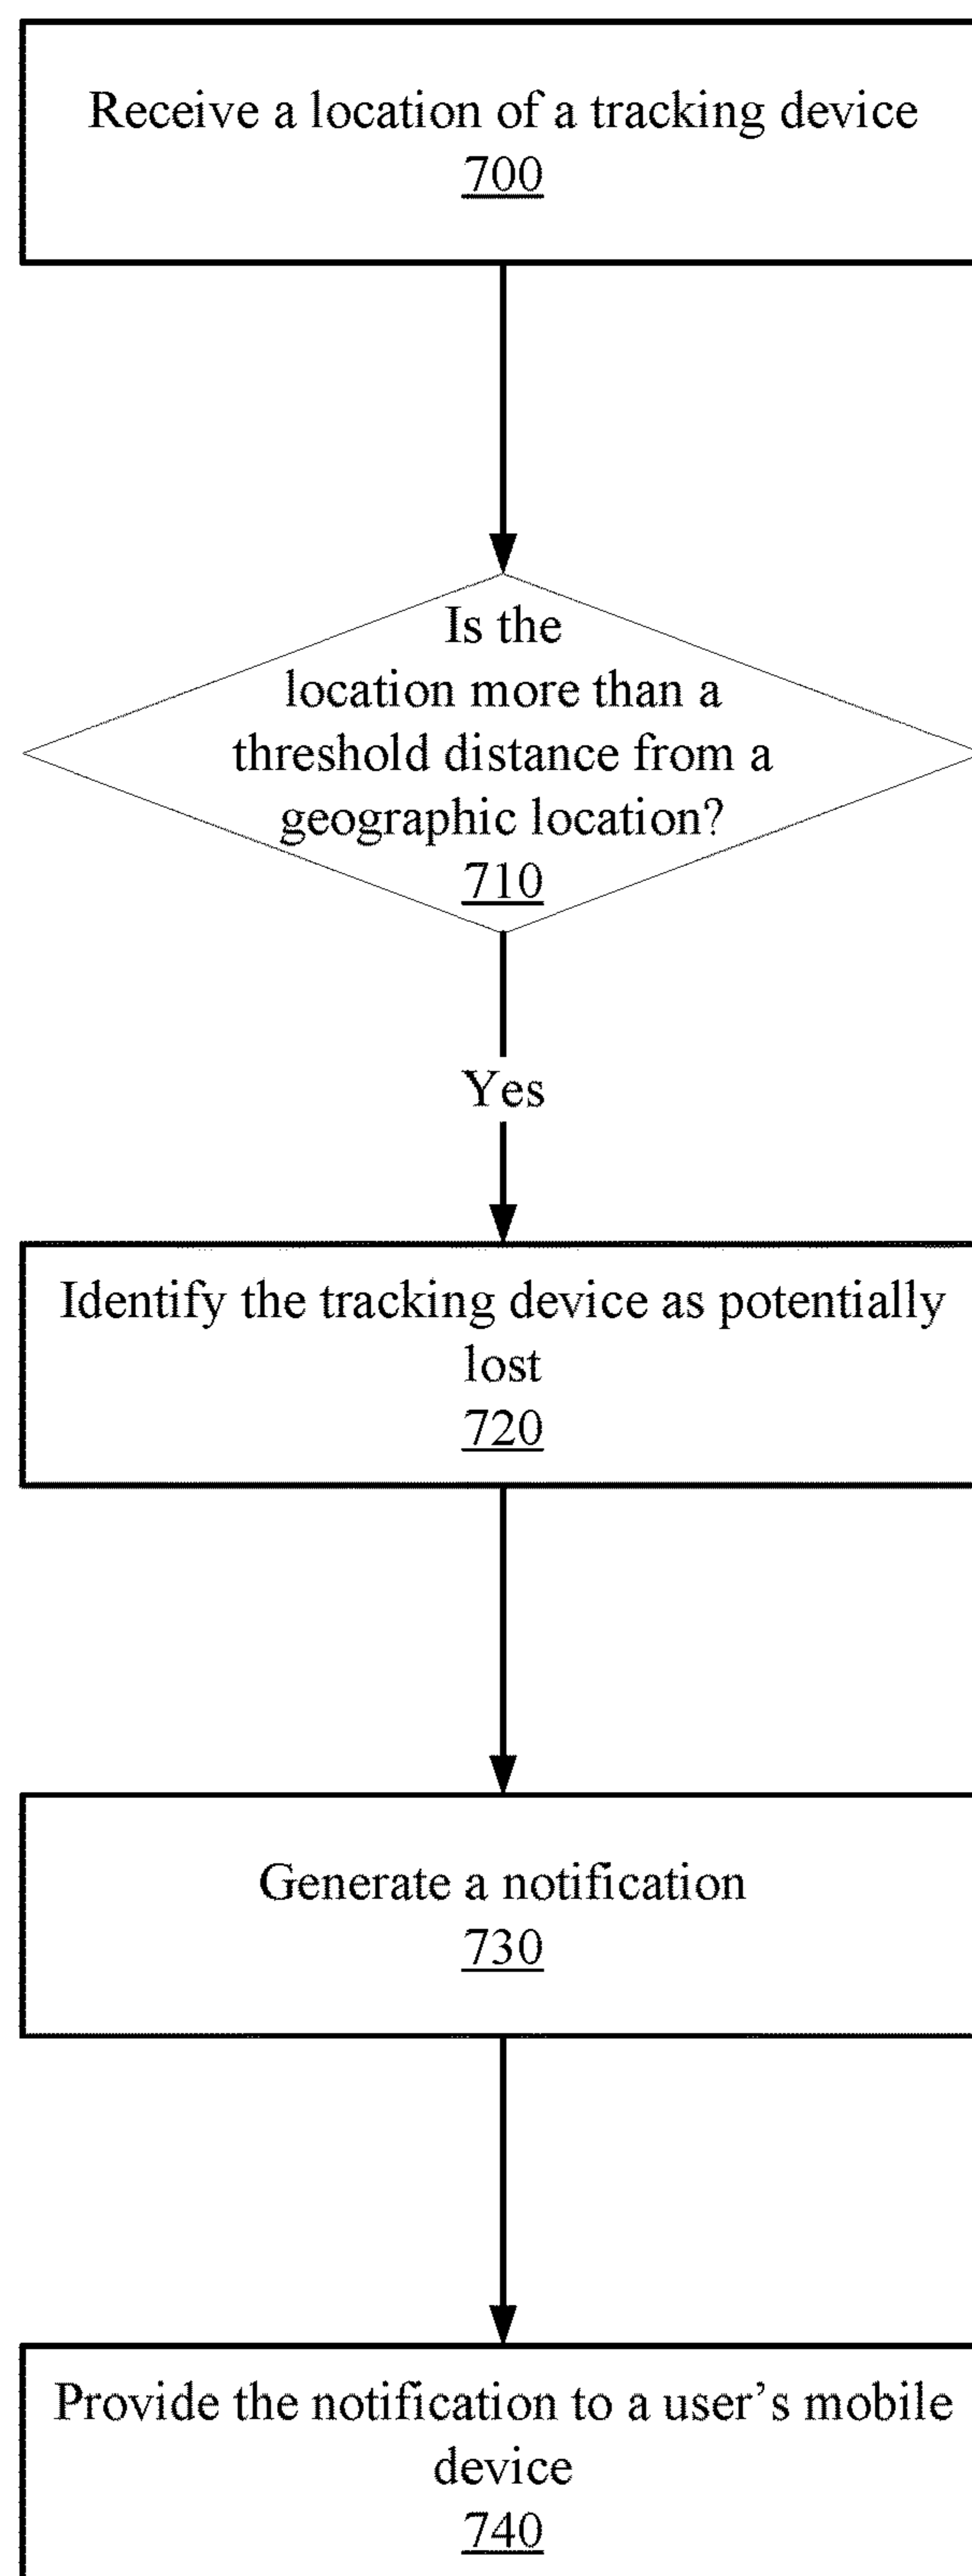 Receive a location of a tracking device
700
Is the
location more than a
threshold distance from a
geographic location?
710
Yes
Identify the tracking device as potentially
lost
720
Generate a notification
730
Provide the notification to a user’s mobile
device
740